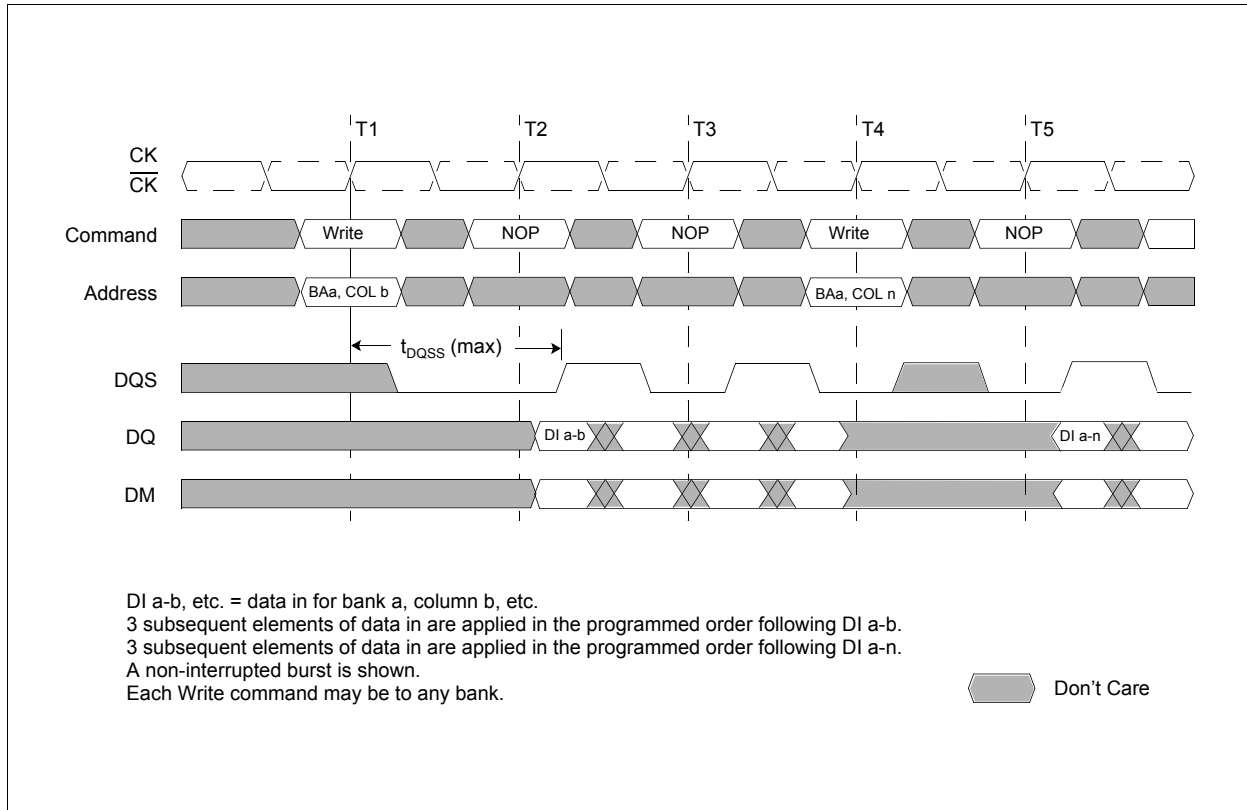 T1 T2 T3 T4 T5
CK
CK
Command Write NOP NOP Write NOP
Address BAa, COL b BAa, COL n
tDQSS (max)
DQS
DQ DI a-b DI a-n
DM
DI a-b, etc. = data in for bank a, column b, etc.
3 subsequent elements of data in are applied in the programmed order following DI a-b.
3 subsequent elements of data in are applied in the programmed order following DI a-n.
A non-interrupted burst is shown.
Each Write command may be to any bank.
Don't Care